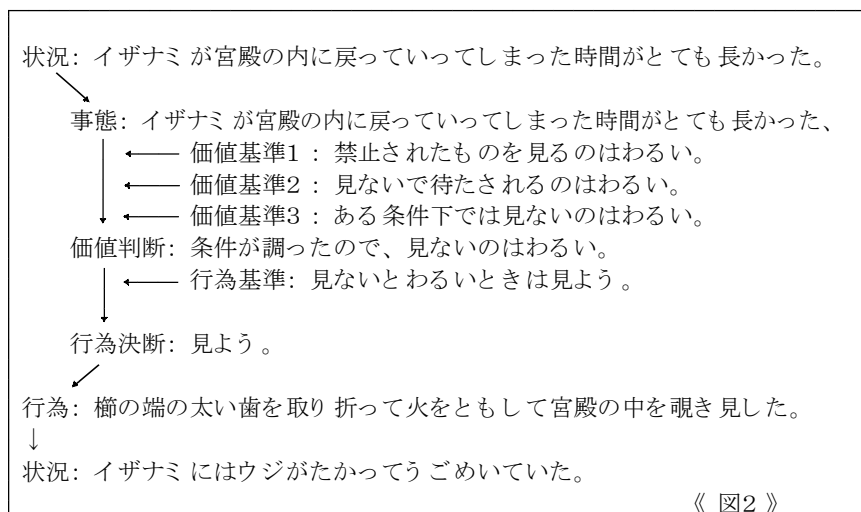 状況: イザナミが宮殿の内に戻っていってしまった時間がとても長かった。
事態: イザナミが宮殿の内に戻っていってしまった時間がとても長かった、
価値基準1 : 禁止されたものを見るのはわるい。
価値基準2 : 見ないで待たされるのはわるい。
価値基準3 : ある条件下では見ないのはわるい。
価値判断: 条件が調ったので、見ないのはわるい。
行為基準: 見ないとわるいときは見よう。
行為決断: 見よう。
行為: 櫛の端の太い歯を取り折って火をともして宮殿の中を覗き見した。
↓
状況: イザナミにはウジがたかってうごめいていた。
《 図2 》